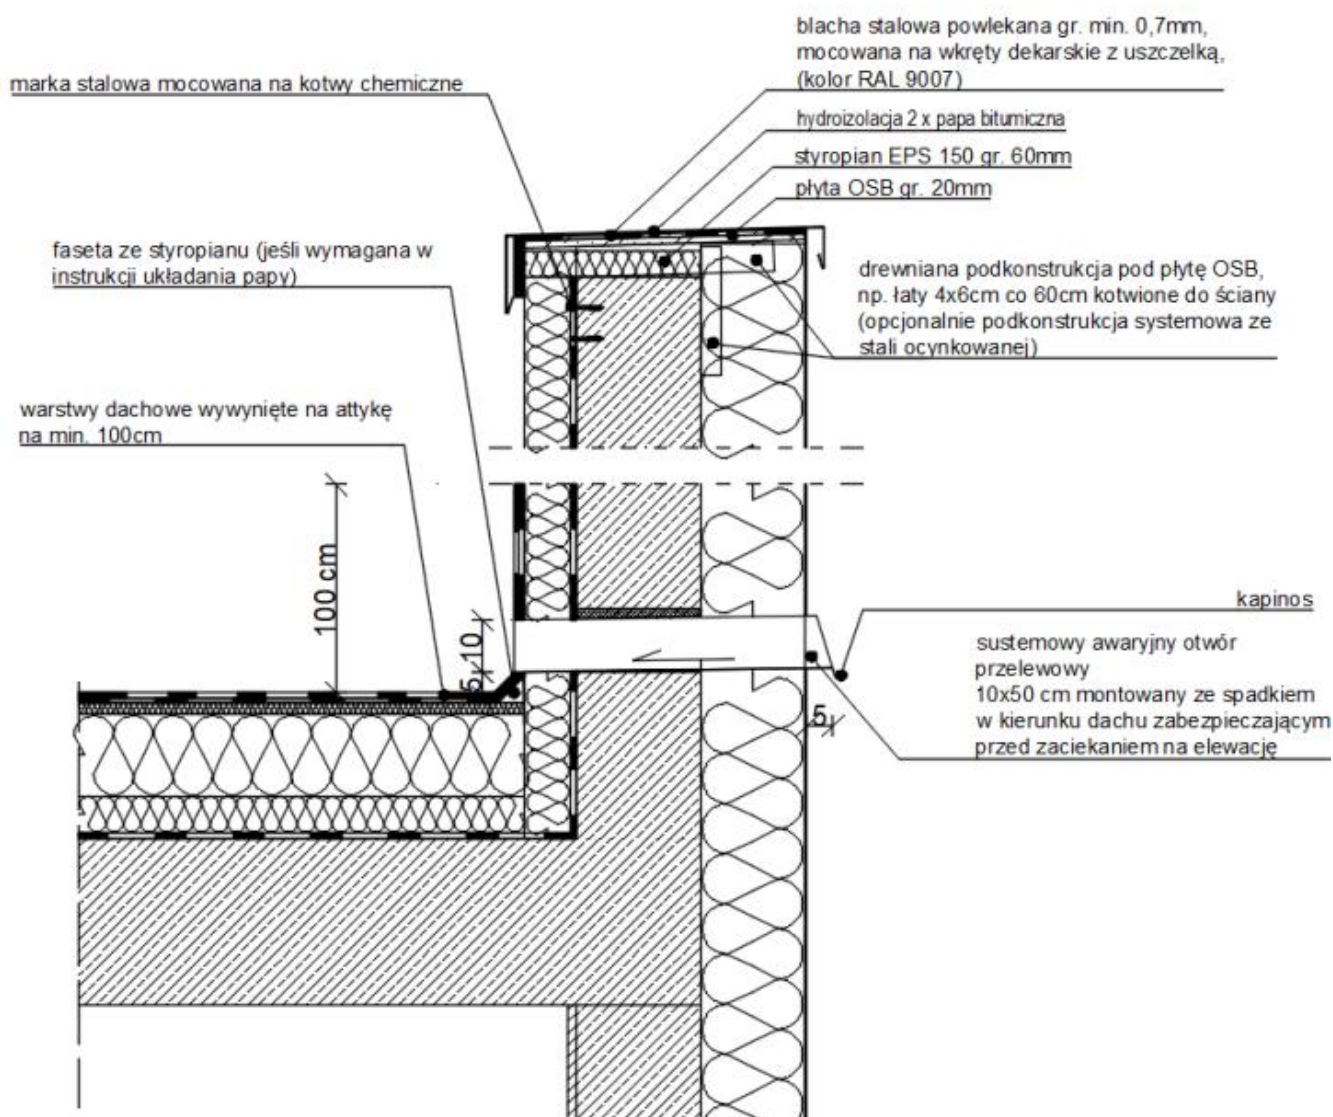 blacha stalowa powlekana gr. min. 0,7mm,
mocowana na wkręty dekarskie z uszczelką,
(kolor RAL 9007)
marka stalowa mocowana na kotwy chemiczne
hydroizolacja 2 x papa bitumiczna
styropian EPS 150 gr. 60mm
płyta OSB gr. 20mm
faseta ze styropianu (jeśli wymagana w
instrukcji układania papy)
drewniana podkonstrukcja pod płytę OSB,
np. łaty 4x6cm co 60cm kotwione do ściany
(opcjonalnie podkonstrukcja systemowa ze
stali ocynkowanej)
warstwy dachowe wywynięte na attykę
na min. 100cm
100 cm
10
5
kapinos
sustemowy awaryjny otwór
przelewowy
10x50 cm montowany ze spadkiem
w kierunku dachu zabezpieczającym
przed zaciekaniem na elewację
5